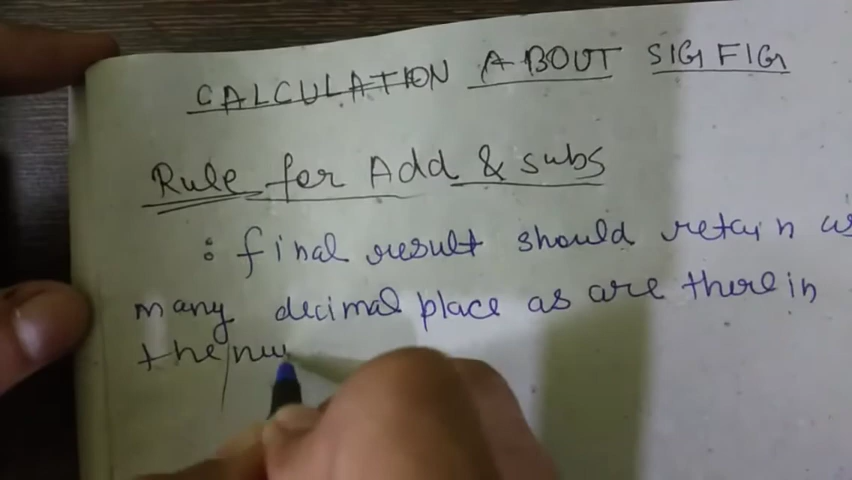 CALCULATION ABOUT SIG FIG
Rule for Add & subs
: final result should retain as
many decimal place as are there in
the nu